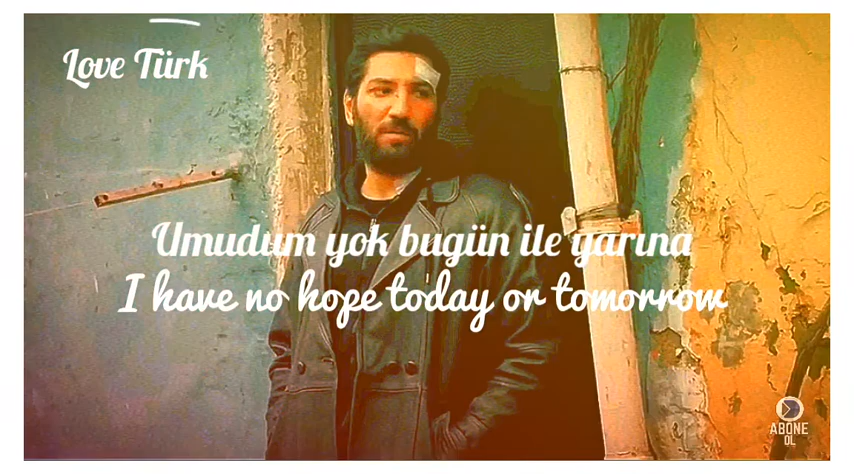 Love Türk
Umudum yok bugün ile yarına
I have no hope today or tomorrow
ABONE
OL